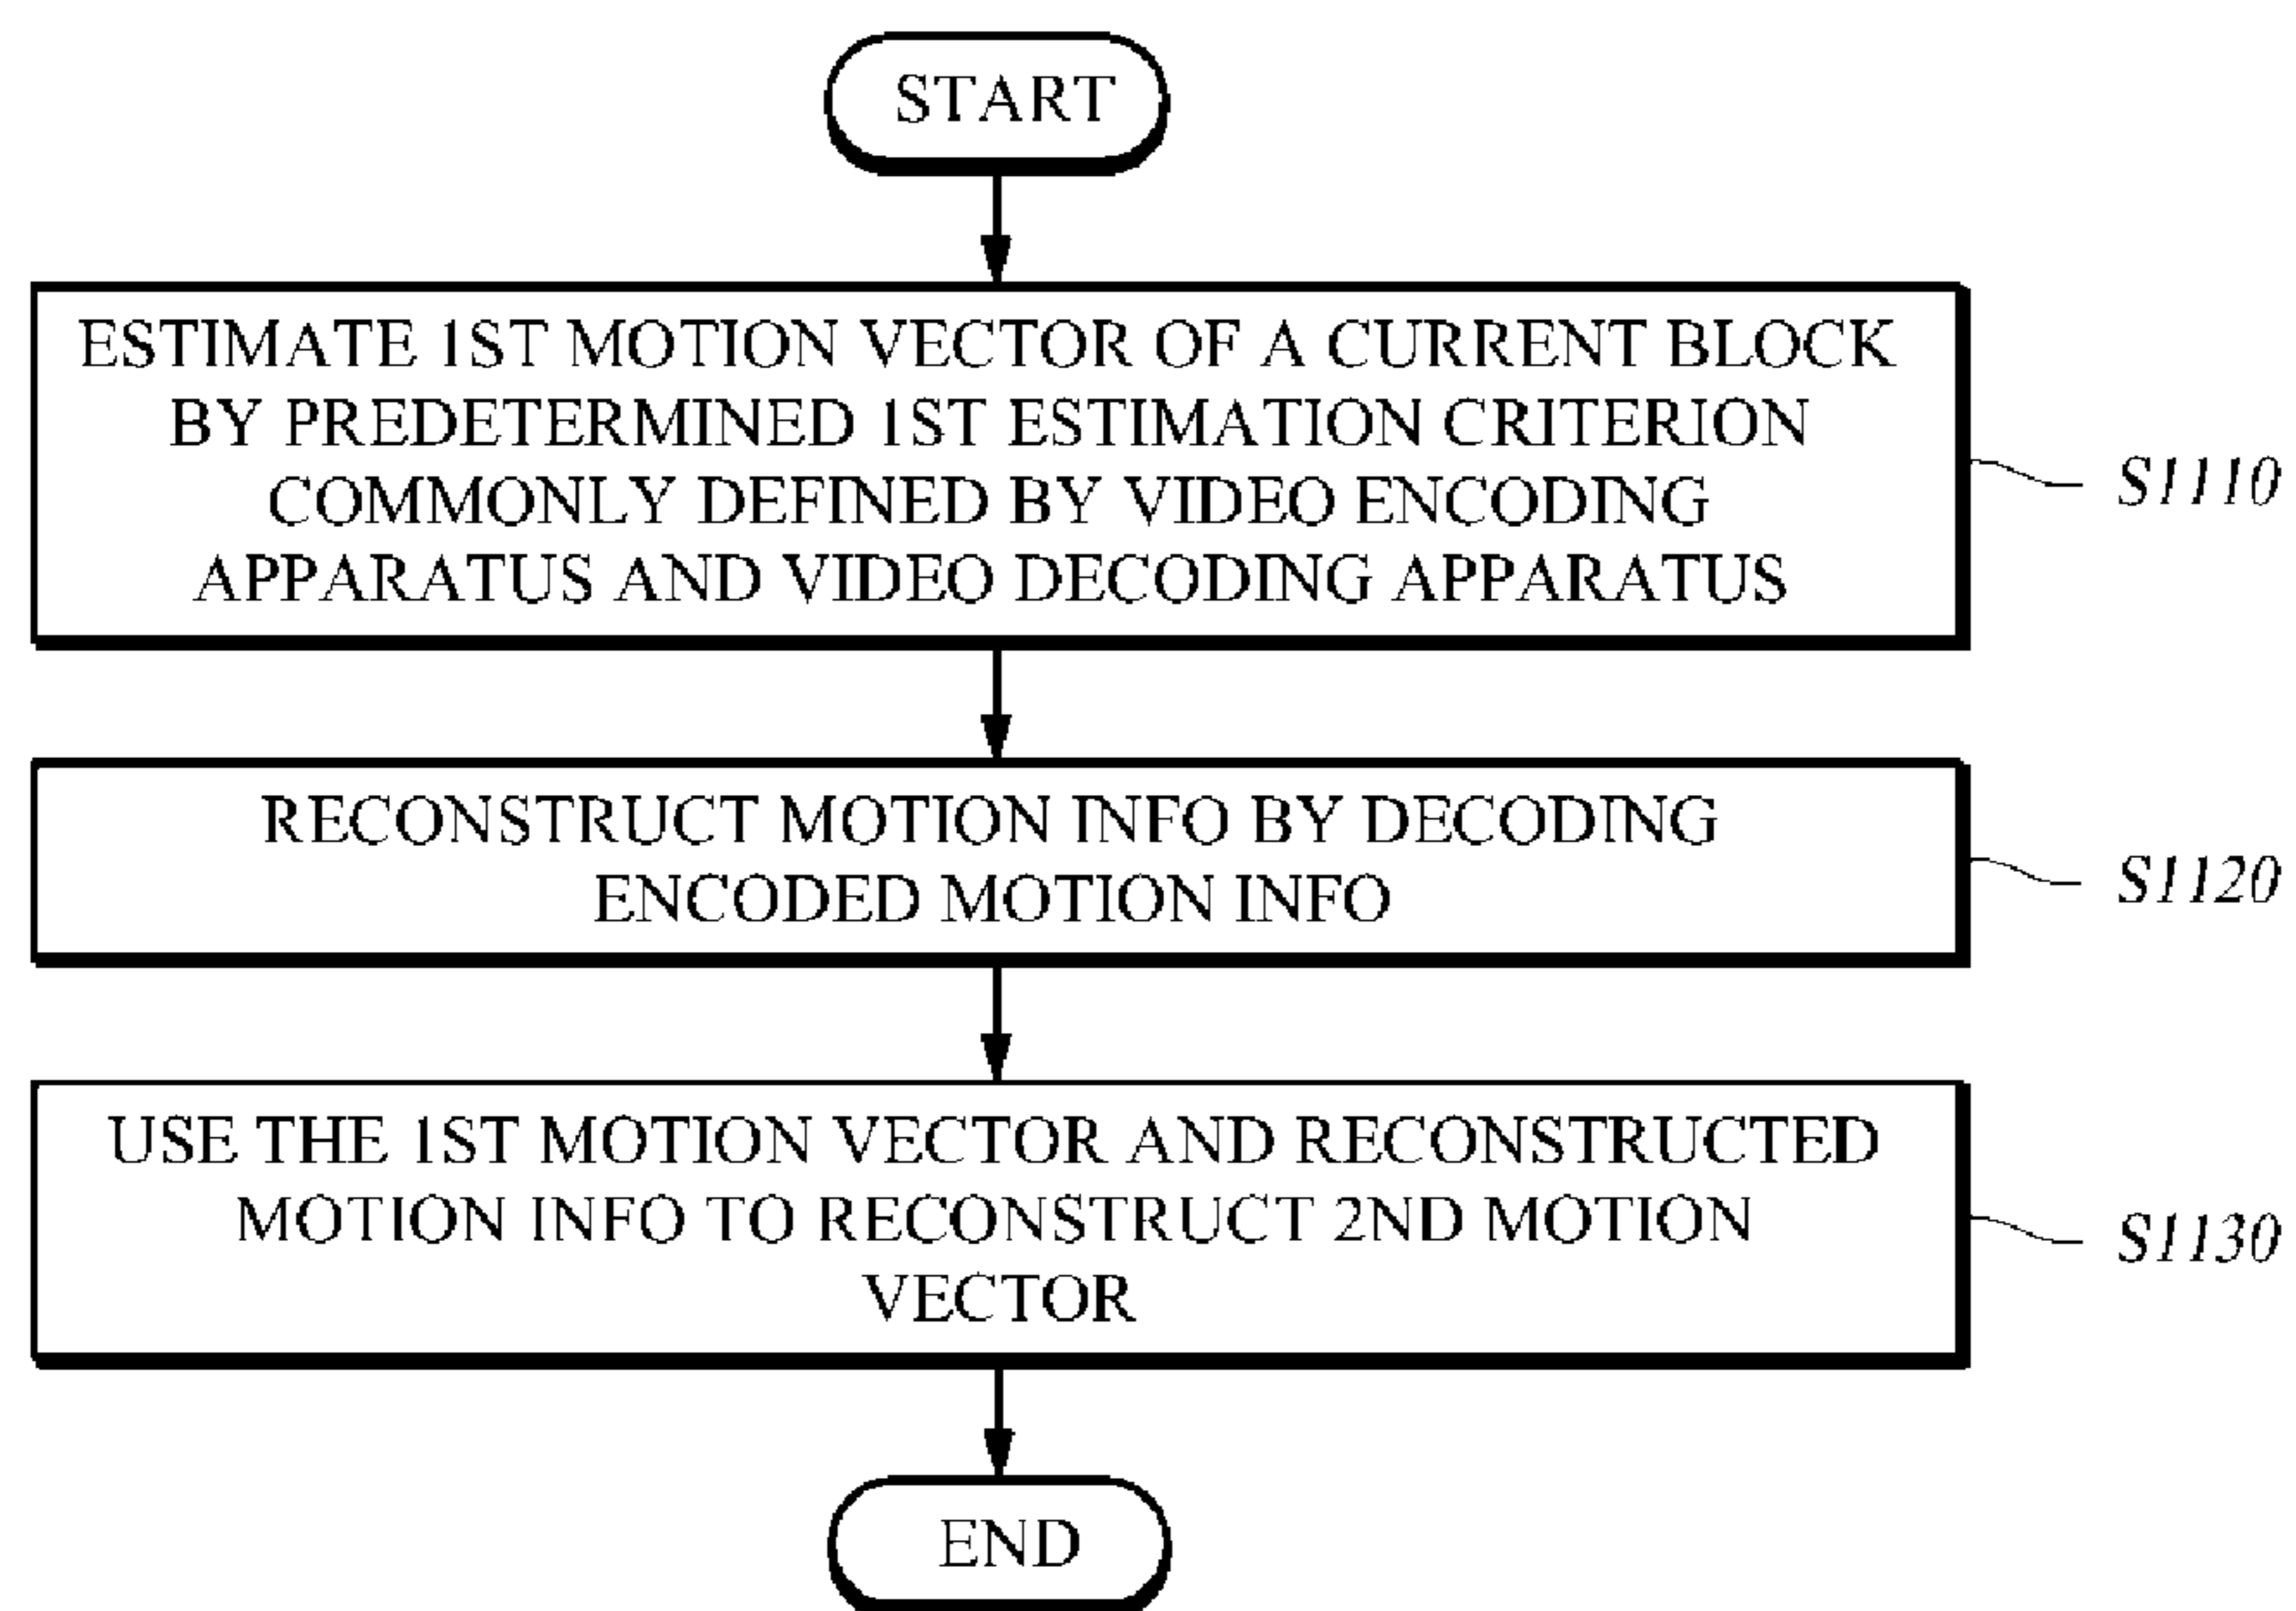 START
ESTIMATE 1ST MOTION VECTOR OF A CURRENT BLOCK
BY PREDETERMINED 1ST ESTIMATION CRITERION
COMMONLY DEFINED BY VIDEO ENCODING
APPARATUS AND VIDEO DECODING APPARATUS
S1110
RECONSTRUCT MOTION INFO BY DECODING
ENCODED MOTION INFO
S1120
USE THE 1ST MOTION VECTOR AND RECONSTRUCTED
MOTION INFO TO RECONSTRUCT 2ND MOTION
VECTOR
S1130
END